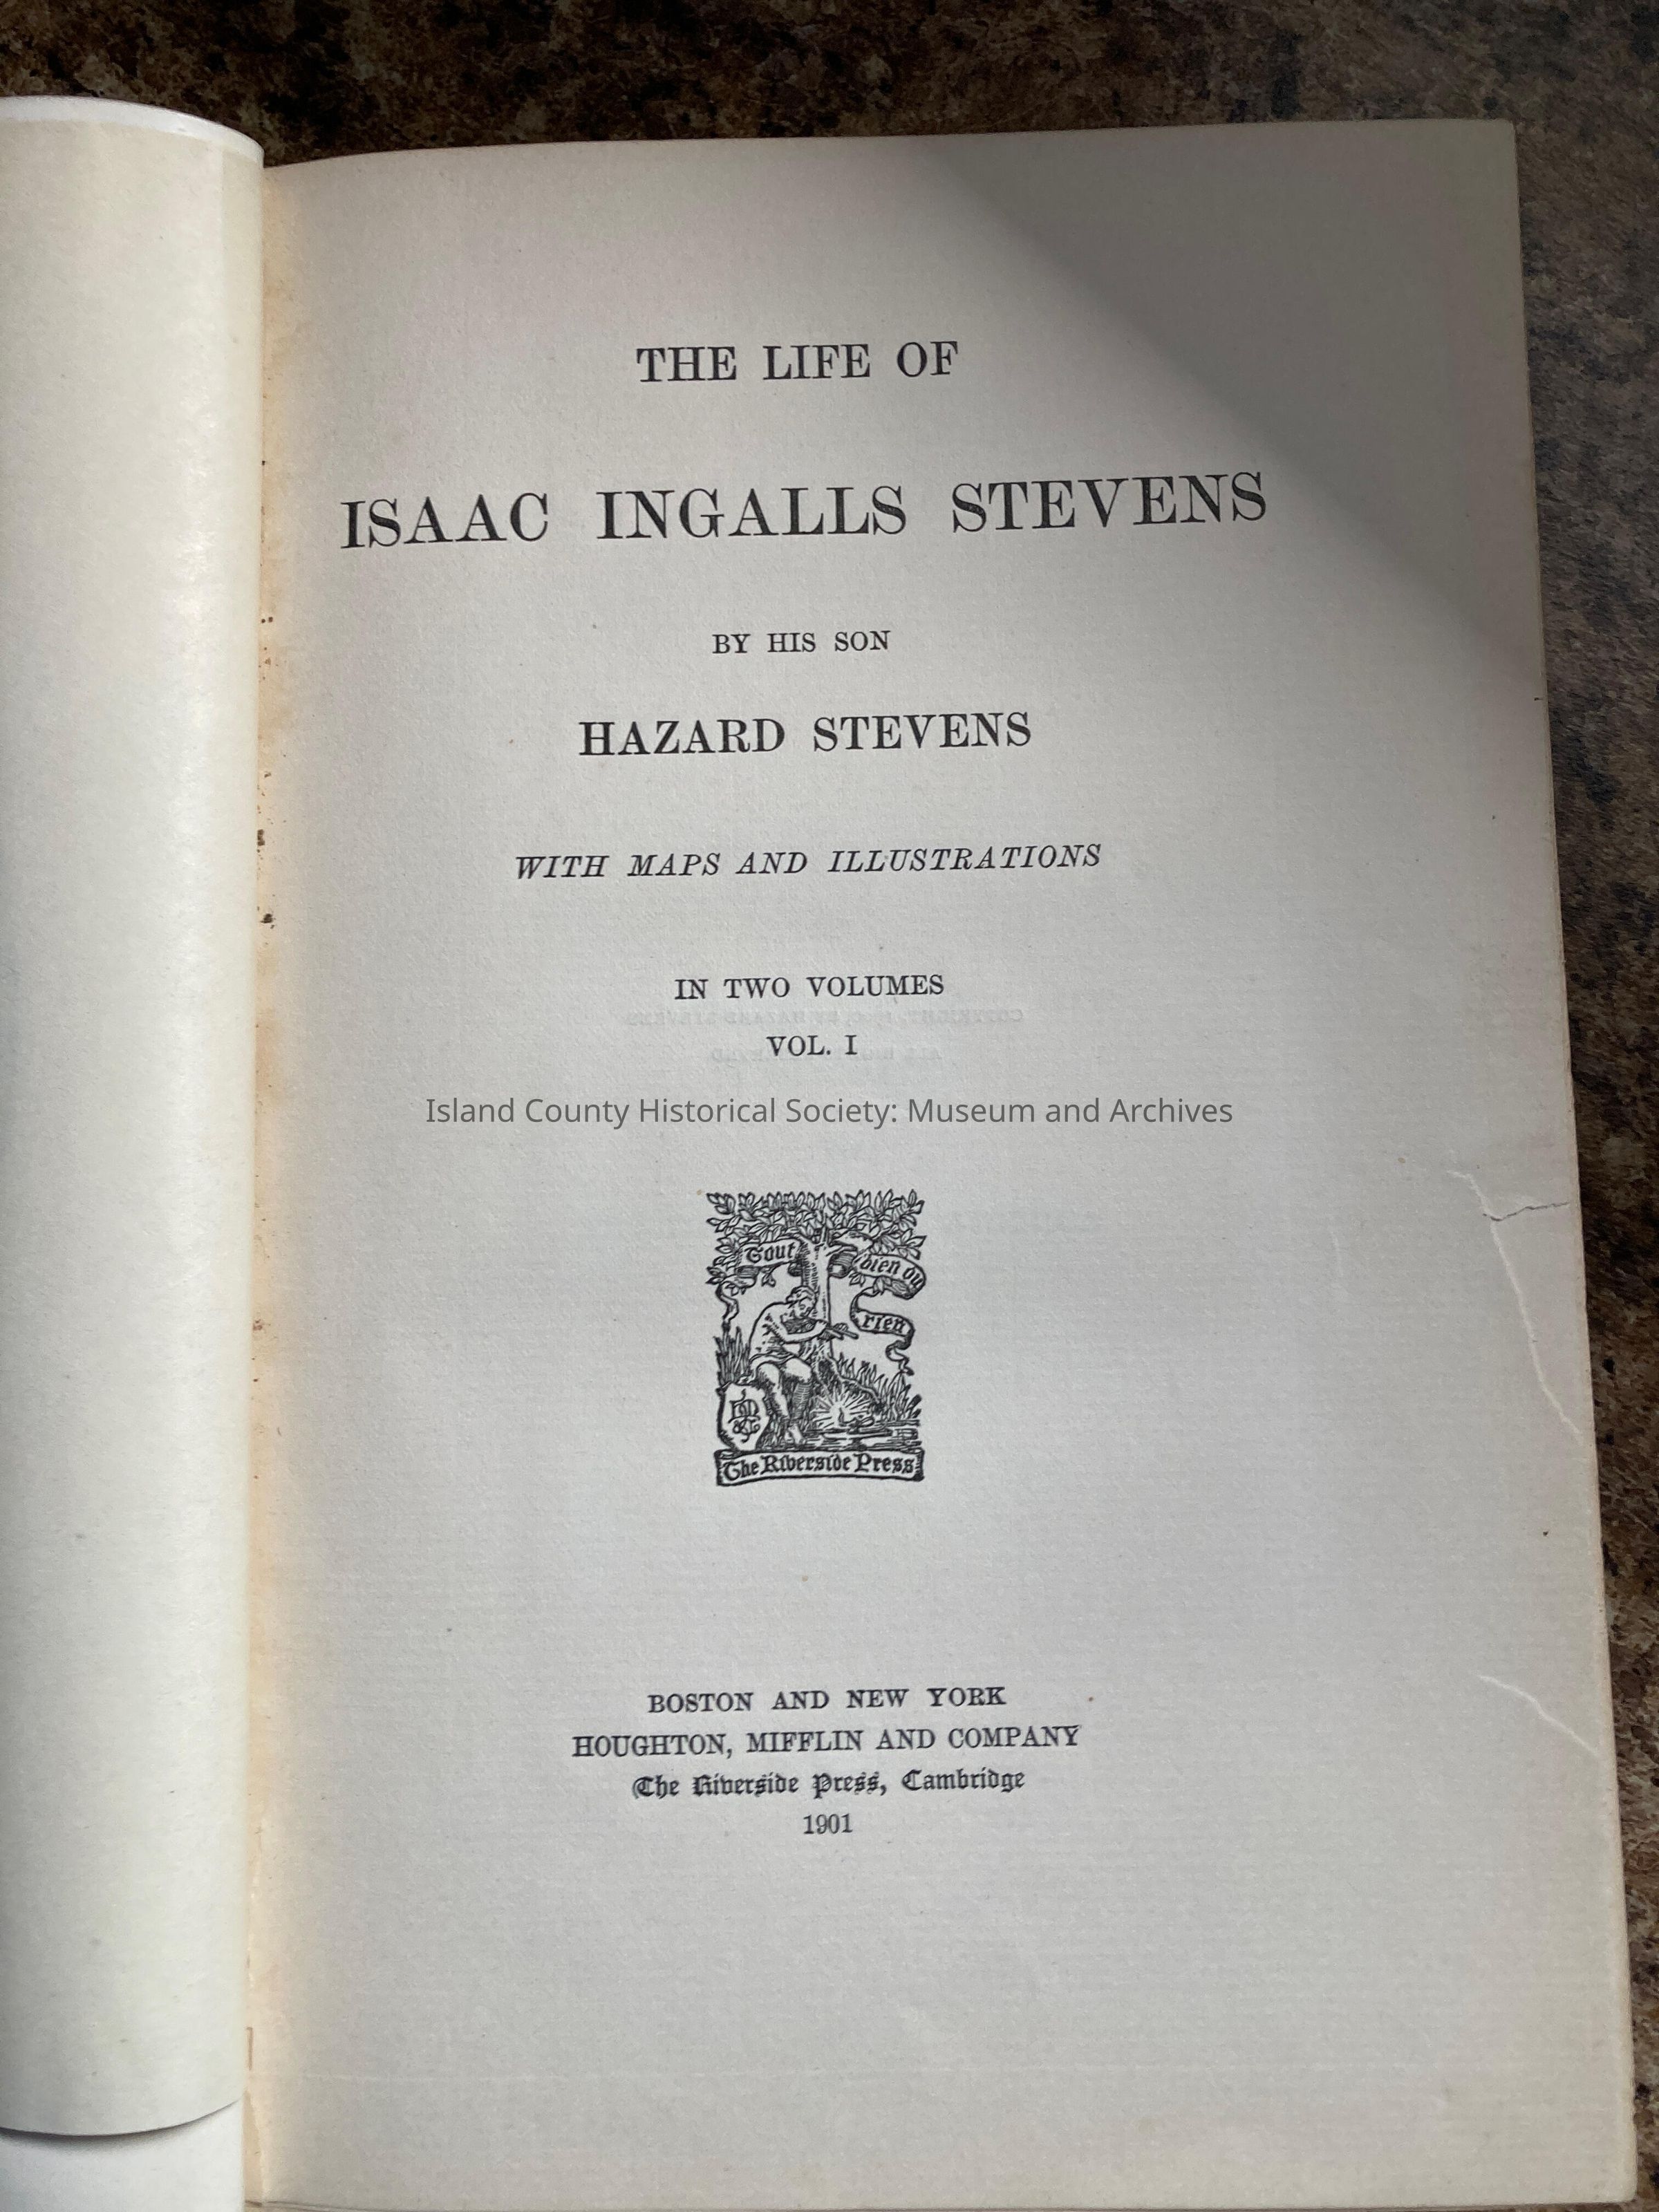 THE LIFE OF
ISAAC INGALLS STEVENS
BY HIS SON
HAZARD STEVENS
WITH MAPS AND ILLUSTRATIONS
IN TWO VOLUMES
VOL. I
Island County Historical Society: Museum and Archives
Tout
bien ou
rien
The Riverside Press
BOSTON AND NEW YORK
HOUGHTON, MIFFLIN AND COMPANY
The Riverside Press, Cambridge
1901